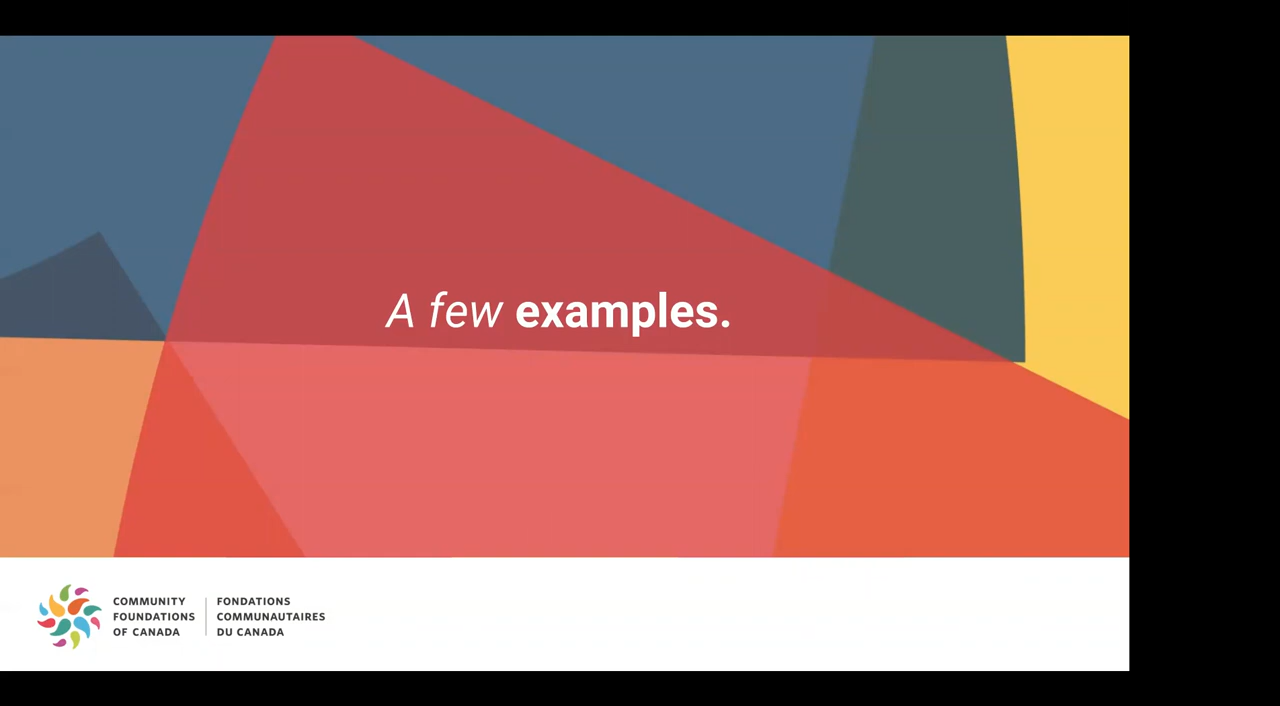 A few examples.
COMMUNITY
FOUNDATIONS
OF CANADA
FONDATIONS
COMMUNAUTAIRES
DU CANADA